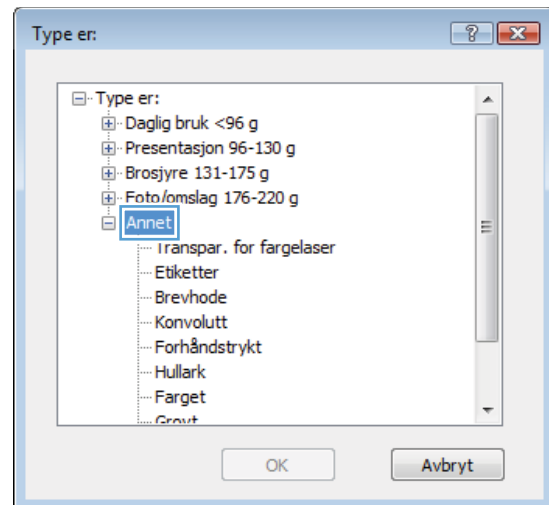 Type er:
Type er:
Daglig bruk <96 g
Presentasjon 96-130 g
Brosjyre 131-175 g
Foto/omslag 176-220 g
Annet
Transpar. for fargelaser
Etiketter
Brevhode
Konvolutt
Forhåndstrykt
Hullark
Farget
Grovt
OK Avbryt